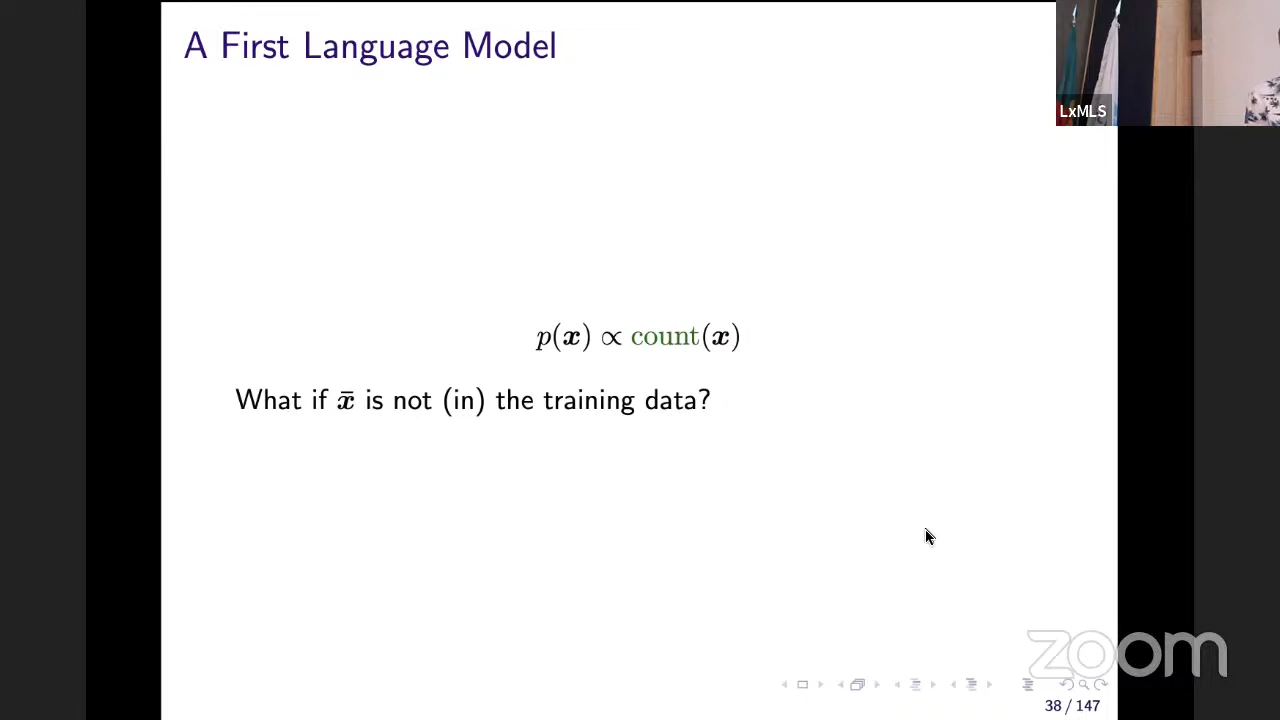 A First Language Model
LxMLS
p(𝒙) ∝ count(𝒙)
What if 𝒙̄ is not (in) the training data?
zoom
38 / 147